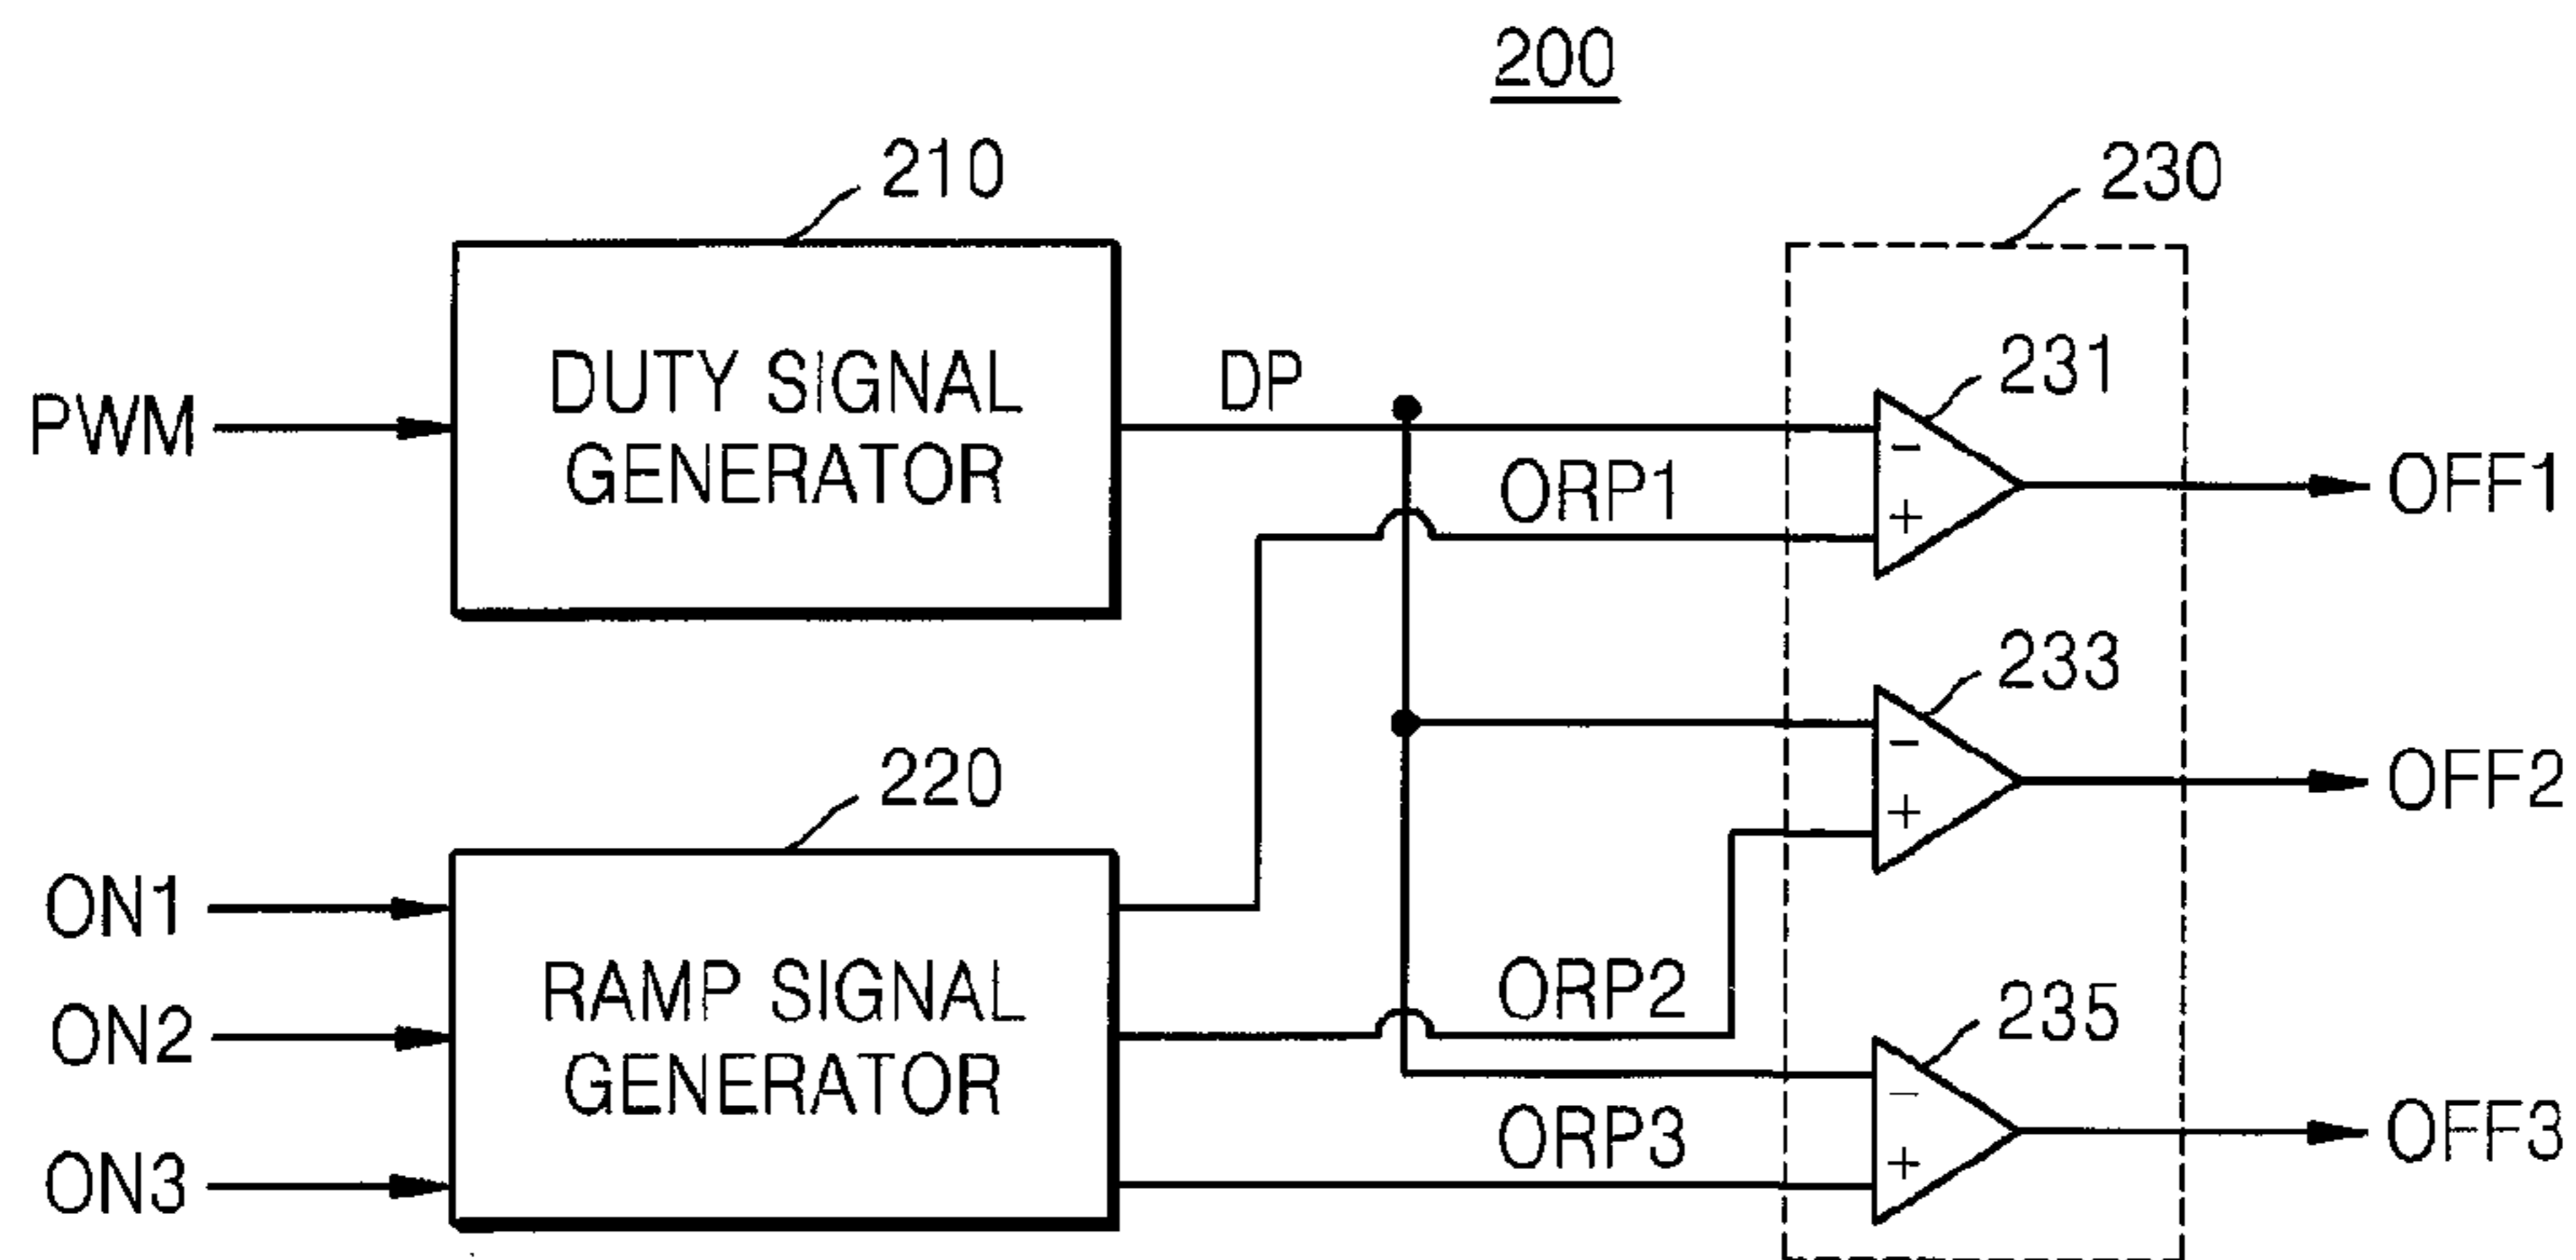 200
210
230
DUTY SIGNAL
GENERATOR
PWM
DP
231
-
+
ORP1
OFF1
233
-
+
OFF2
220
ON1
ON2
ON3
RAMP SIGNAL
GENERATOR
ORP2
235
-
+
ORP3
OFF3